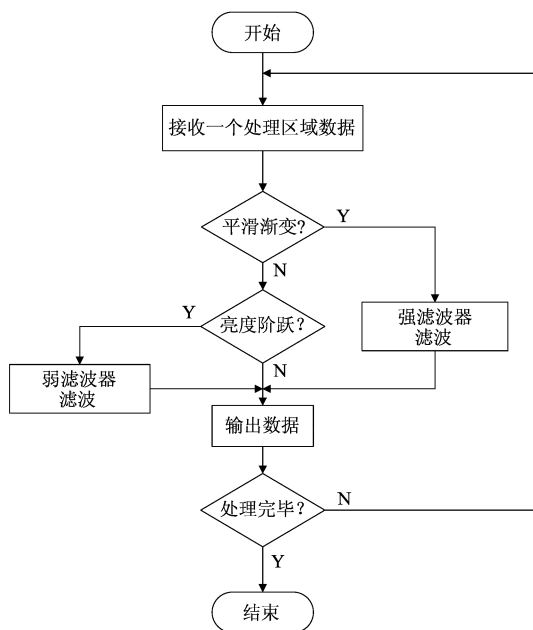 开始
接收一个处理区域数据
平滑渐变?
Y
N
亮度阶跃?
Y
N
强滤波器
滤波
弱滤波器
滤波
输出数据
处理完毕?
N
Y
结束